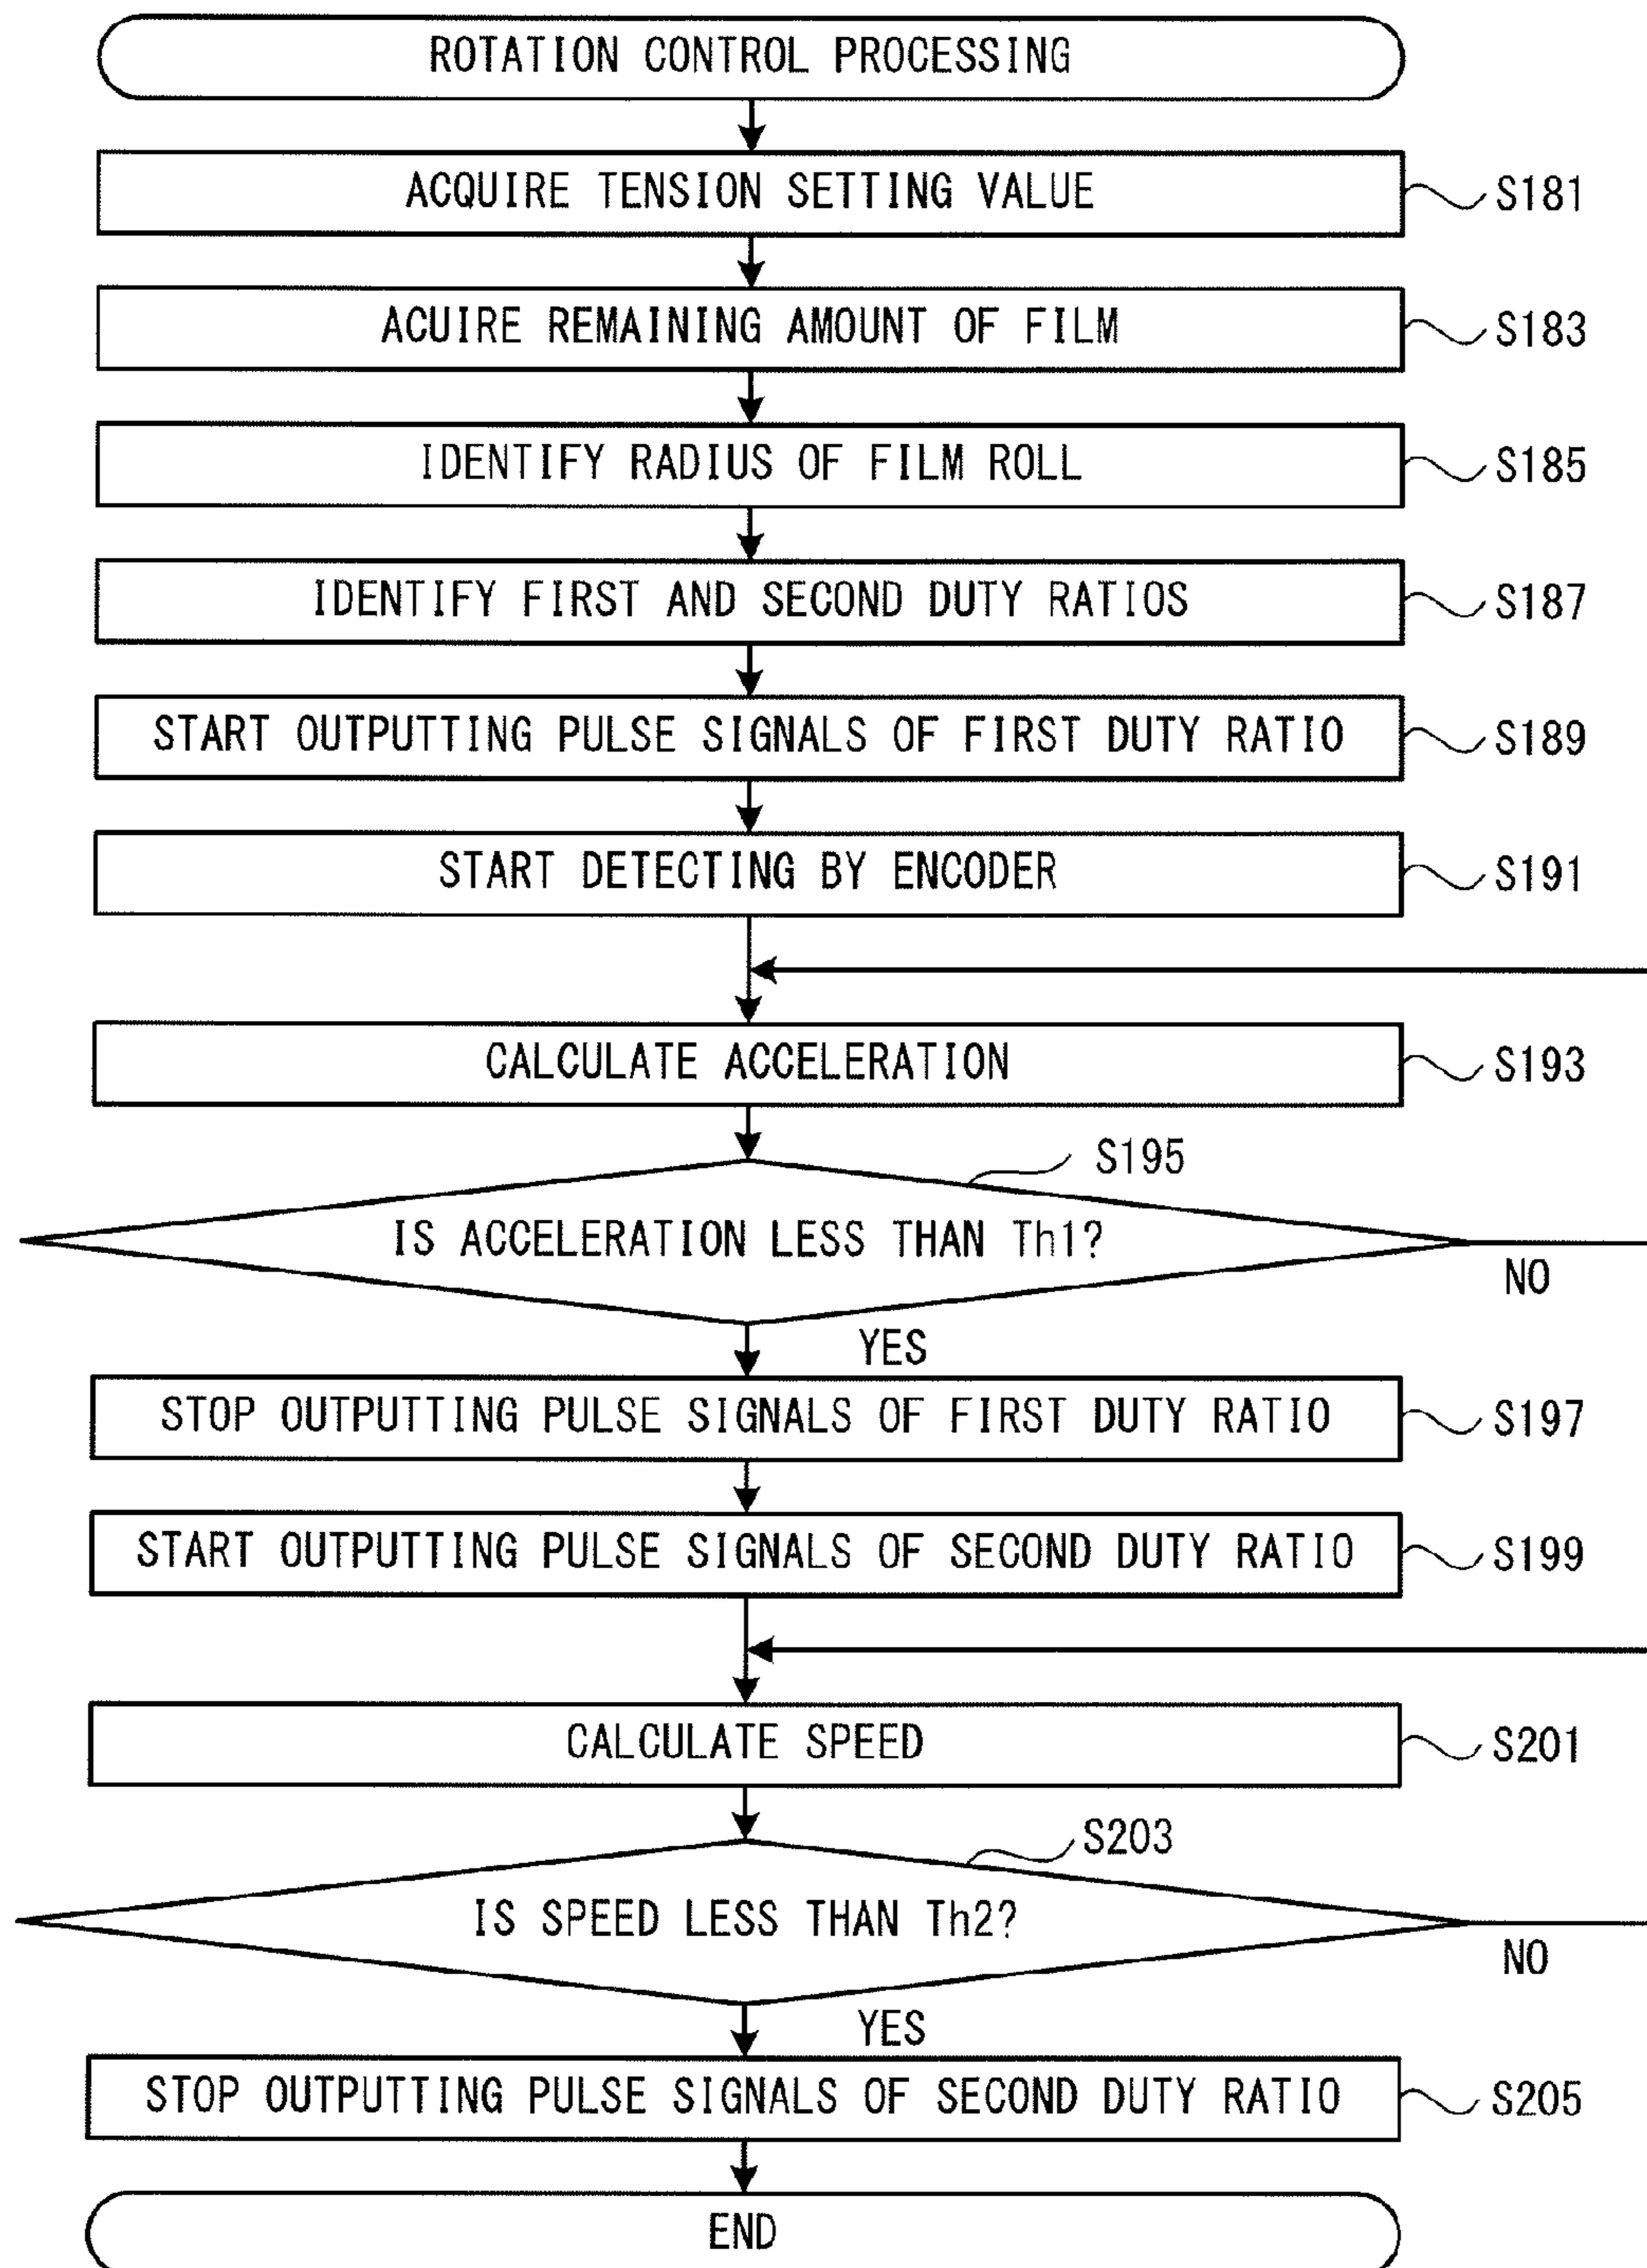 ROTATION CONTROL PROCESSING
ACQUIRE TENSION SETTING VALUE
S181
ACUIRE REMAINING AMOUNT OF FILM
S183
IDENTIFY RADIUS OF FILM ROLL
S185
IDENTIFY FIRST AND SECOND DUTY RATIOS
S187
START OUTPUTTING PULSE SIGNALS OF FIRST DUTY RATIO
S189
START DETECTING BY ENCODER
S191
CALCULATE ACCELERATION
S193
S195
IS ACCELERATION LESS THAN Th1?
NO
YES
STOP OUTPUTTING PULSE SIGNALS OF FIRST DUTY RATIO
S197
START OUTPUTTING PULSE SIGNALS OF SECOND DUTY RATIO
S199
CALCULATE SPEED
S201
S203
IS SPEED LESS THAN Th2?
NO
YES
STOP OUTPUTTING PULSE SIGNALS OF SECOND DUTY RATIO
S205
END